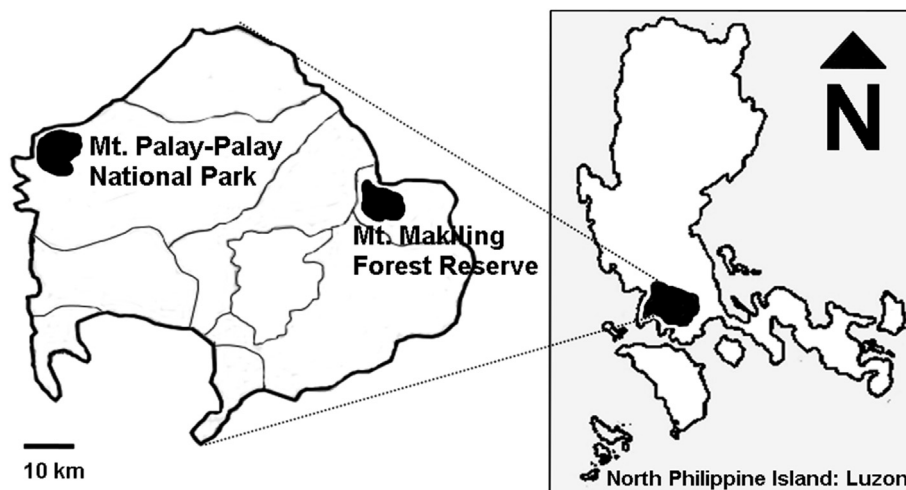 Mt. Palay-Palay
National Park
Mt. Makiling
Forest Reserve
10 km
N
North Philippine Island: Luzon